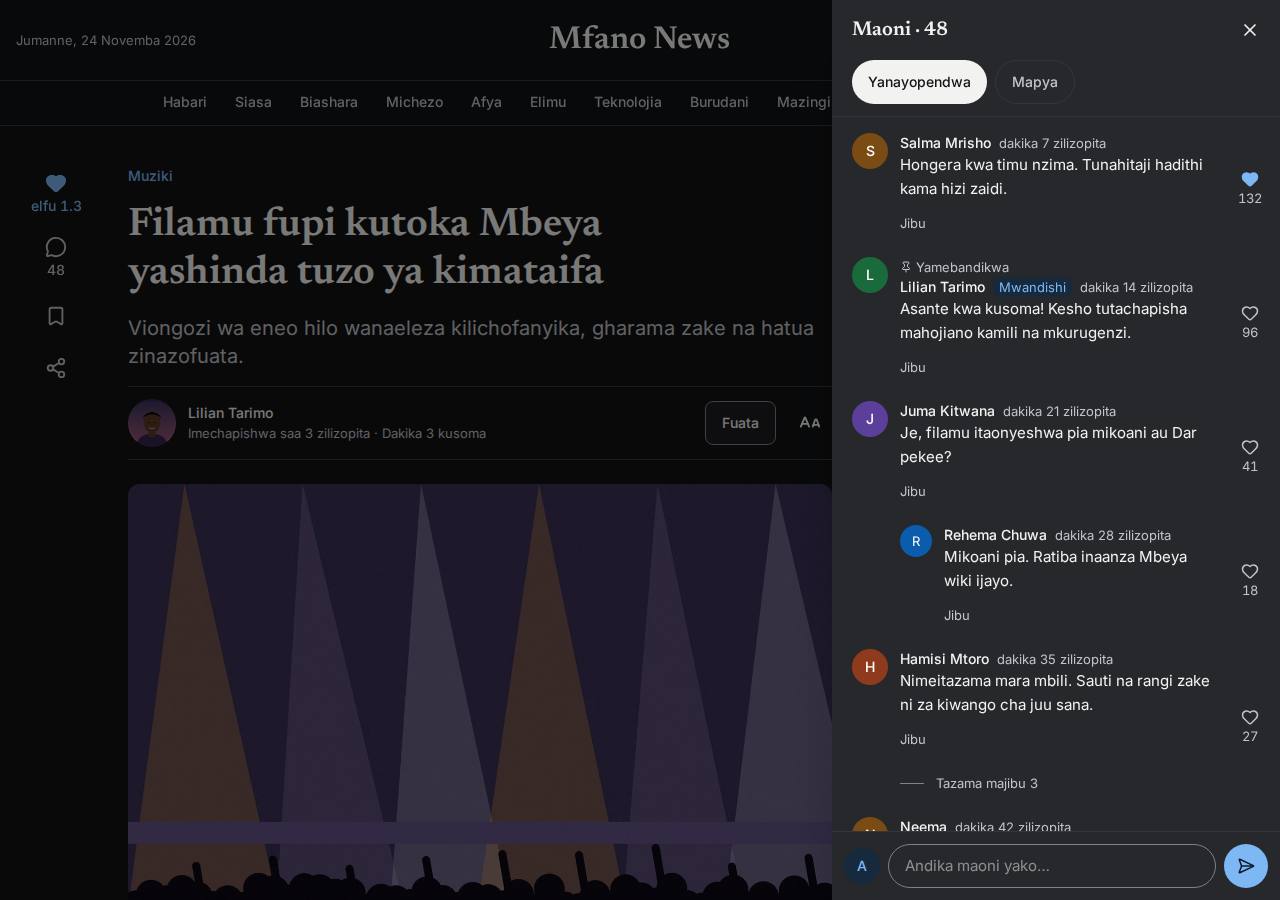 Jumanne, 24 Novemba 2026
Mfano News
Habari Siasa Biashara Michezo Afya Elimu Teknolojia Burudani Mazingi
elfu 1.3
48
Muziki
Filamu fupi kutoka Mbeya
yashinda tuzo ya kimataifa
Viongozi wa eneo hilo wanaeleza kilichofanyika, gharama zake na hatua
zinazofuata.
Lilian Tarimo
Imechapishwa saa 3 zilizopita · Dakika 3 kusoma
Fuata
AA
Maoni · 48
Yanayopendwa Mapya
S
Salma Mrisho dakika 7 zilizopita
Hongera kwa timu nzima. Tunahitaji hadithi
kama hizi zaidi.
132
Jibu
Yamebandikwa
L
Lilian Tarimo Mwandishi dakika 14 zilizopita
Asante kwa kusoma! Kesho tutachapisha
mahojiano kamili na mkurugenzi.
96
Jibu
J
Juma Kitwana dakika 21 zilizopita
Je, filamu itaonyeshwa pia mikoani au Dar
pekee?
41
Jibu
R
Rehema Chuwa dakika 28 zilizopita
Mikoani pia. Ratiba inaanza Mbeya
wiki ijayo.
18
Jibu
H
Hamisi Mtoro dakika 35 zilizopita
Nimeitazama mara mbili. Sauti na rangi zake
ni za kiwango cha juu sana.
27
Jibu
Tazama majibu 3
Neema dakika 42 zilizopita
A
Andika maoni yako…